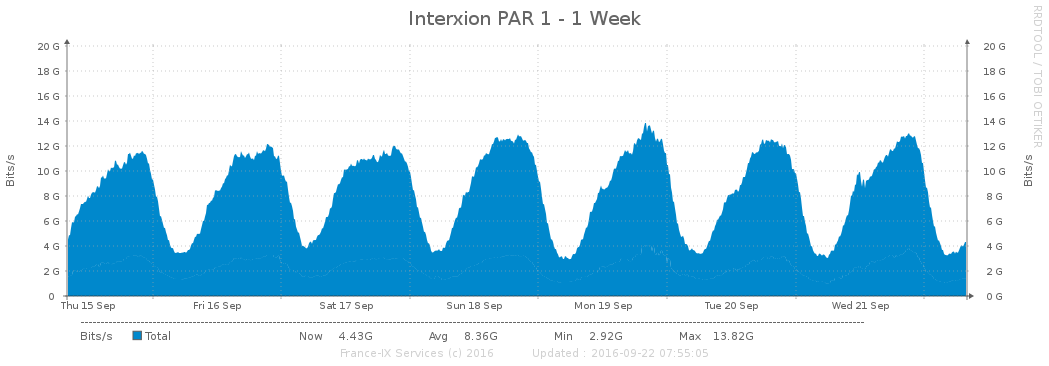 Interxion PAR 1 - 1 Week
RRDTOOL / TOBI OETIKER
Bits/s
Bits/s
20 G 20 G
18 G 18 G
16 G 16 G
14 G 14 G
12 G 12 G
10 G 10 G
8 G 8 G
6 G 6 G
4 G 4 G
2 G 2 G
0 0 G
Thu 15 Sep Fri 16 Sep Sat 17 Sep Sun 18 Sep Mon 19 Sep Tue 20 Sep Wed 21 Sep
Bits/s Total Now 4.43G Avg 8.36G Min 2.92G Max 13.82G
France-IX Services (c) 2016 Updated : 2016-09-22 07:55:05